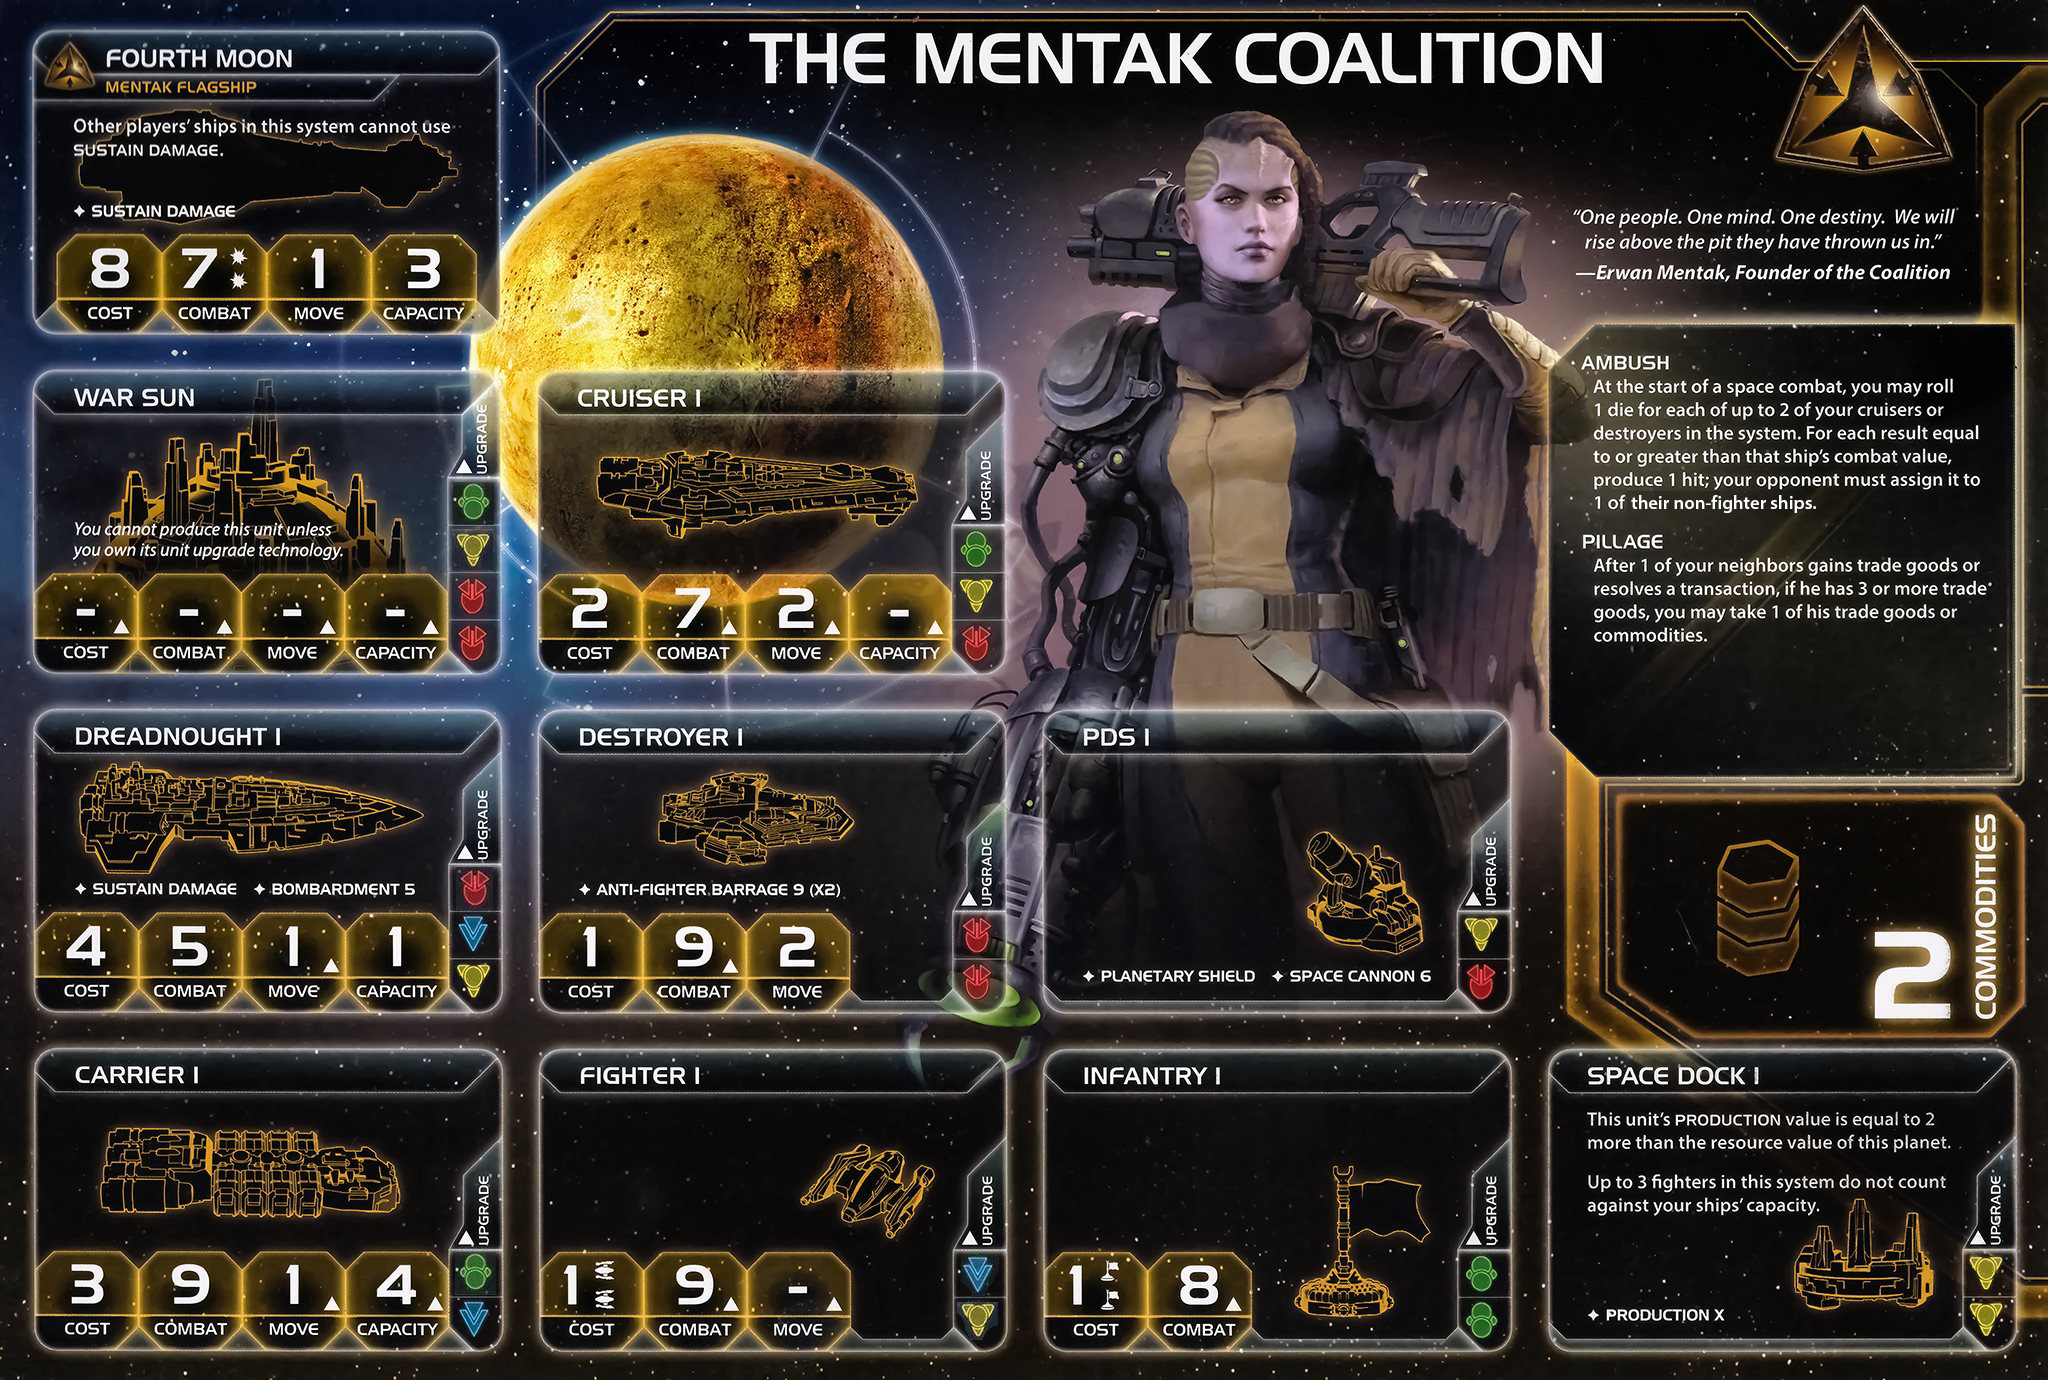 THE MENTAK COALITION
FOURTH MOON
MENTAK FLAGSHIP
Other players' ships in this system cannot use
SUSTAIN DAMAGE.
✦ SUSTAIN DAMAGE
8 7 1 3
COST COMBAT MOVE CAPACITY
"One people. One mind. One destiny. We will
rise above the pit they have thrown us in."
—Erwan Mentak, Founder of the Coalition
AMBUSH
At the start of a space combat, you may roll
1 die for each of up to 2 of your cruisers or
destroyers in the system. For each result equal
to or greater than that ship's combat value,
produce 1 hit; your opponent must assign it to
1 of their non-fighter ships.
PILLAGE
After 1 of your neighbors gains trade goods or
resolves a transaction, if he has 3 or more trade
goods, you may take 1 of his trade goods or
commodities.
WAR SUN
UPGRADE
You cannot produce this unit unless
you own its unit upgrade technology.
- - - -
COST COMBAT MOVE CAPACITY
CRUISER I
UPGRADE
2 7 2 -
COST COMBAT MOVE CAPACITY
DREADNOUGHT I
UPGRADE
✦ SUSTAIN DAMAGE ✦ BOMBARDMENT 5
4 5 1 1
COST COMBAT MOVE CAPACITY
DESTROYER I
UPGRADE
✦ ANTI-FIGHTER BARRAGE 9 (X2)
1 9 2
COST COMBAT MOVE
PDS I
UPGRADE
✦ PLANETARY SHIELD ✦ SPACE CANNON 6
2
COMMODITIES
CARRIER I
UPGRADE
3 9 1 4
COST COMBAT MOVE CAPACITY
FIGHTER I
UPGRADE
1 9 -
COST COMBAT MOVE
INFANTRY I
UPGRADE
1 8
COST COMBAT
SPACE DOCK I
This unit's PRODUCTION value is equal to 2
more than the resource value of this planet.
Up to 3 fighters in this system do not count
against your ships' capacity.
UPGRADE
✦ PRODUCTION X